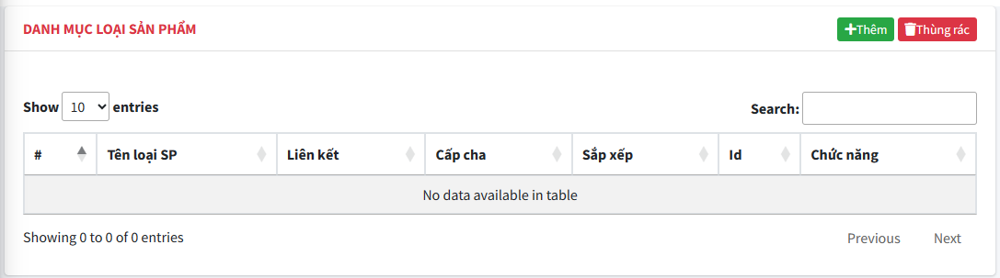 DANH MỤC LOẠI SẢN PHẨM Thêm Thùng rác
Show 10 entries Search:
# Tên loại SP Liên kết Cấp cha Sắp xếp Id Chức năng
No data available in table
Showing 0 to 0 of 0 entries Previous Next